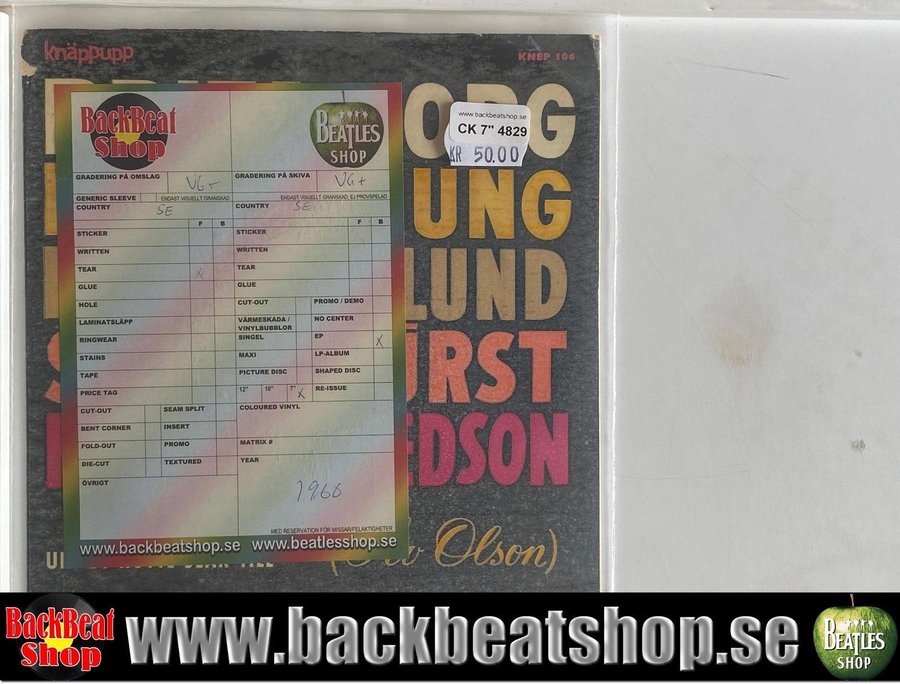 knäppupp
KNEP 106
ORG
UNG
LUND
ÜRST
EDSON
Olson)
www.backbeatshop.se
CK 7" 4829
KR 50.00
BackBeat
Shop
BEATLES
SHOP
GRADERING PÅ OMSLAG VG+
GRADERING PÅ SKIVA VG+
GENERIC SLEEVE ENDAST VISUELLT GRANSKAD
ENDAST VISUELLT GRANSKAD, EJ PROVSPELAD
COUNTRY SE
COUNTRY SE
F B
F B
STICKER
STICKER
WRITTEN
WRITTEN
TEAR X
TEAR
GLUE
GLUE
HOLE
CUT-OUT
PROMO / DEMO
LAMINATSLÄPP
VÄRMESKADA /
VINYLBUBBLOR
NO CENTER
RINGWEAR
SINGEL
EP X
STAINS
MAXI
LP-ALBUM
TAPE
PICTURE DISC
SHAPED DISC
PRICE TAG
12" 10" 7" X
RE-ISSUE
CUT-OUT
SEAM SPLIT
COLOURED VINYL
BENT CORNER
INSERT
FOLD-OUT
PROMO
MATRIX #
DIE-CUT
TEXTURED
YEAR
ÖVRIGT
1966
MED RESERVATION FÖR MISSAR/FELAKTIGHETER
www.backbeatshop.se www.beatlesshop.se
BackBeat
Shop
www.backbeatshop.se
BEATLES
SHOP